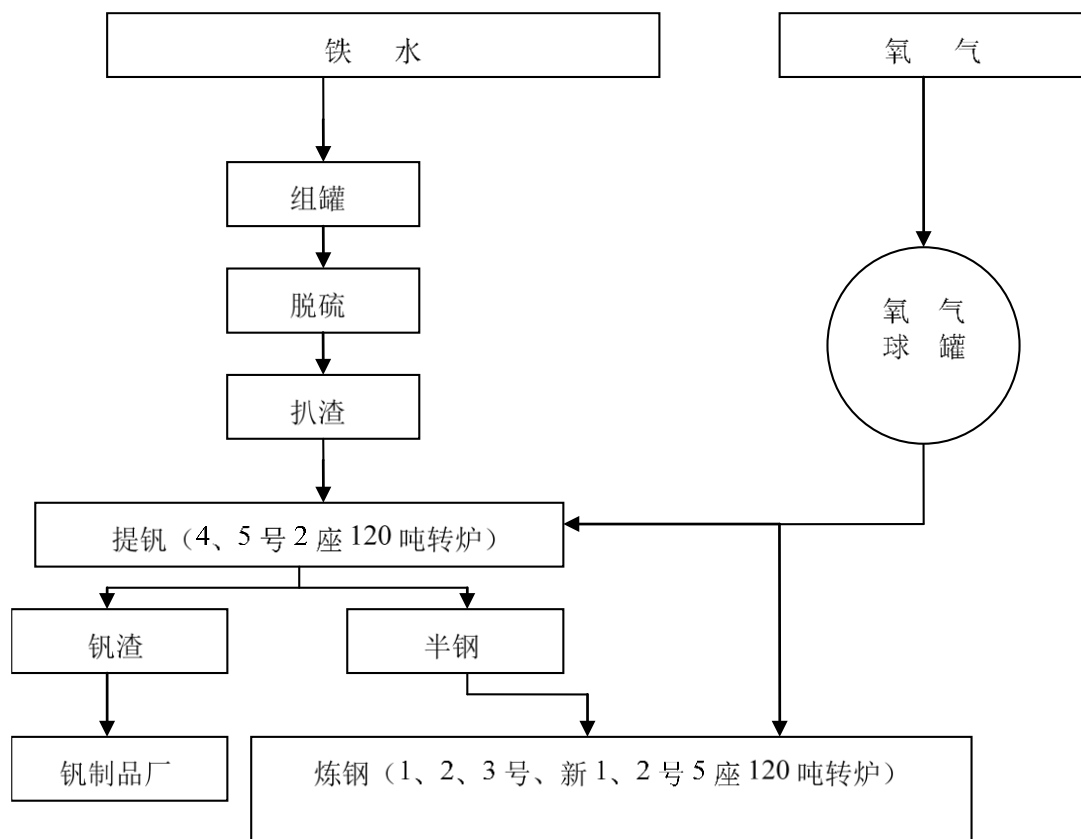 铁 水
氧 气
组罐
脱硫
氧 气
球 罐
扒渣
提钒（4、5 号 2 座 120 吨转炉）
钒渣
半钢
钒制品厂
炼钢（1、2、3 号、新 1、2 号 5 座 120 吨转炉）